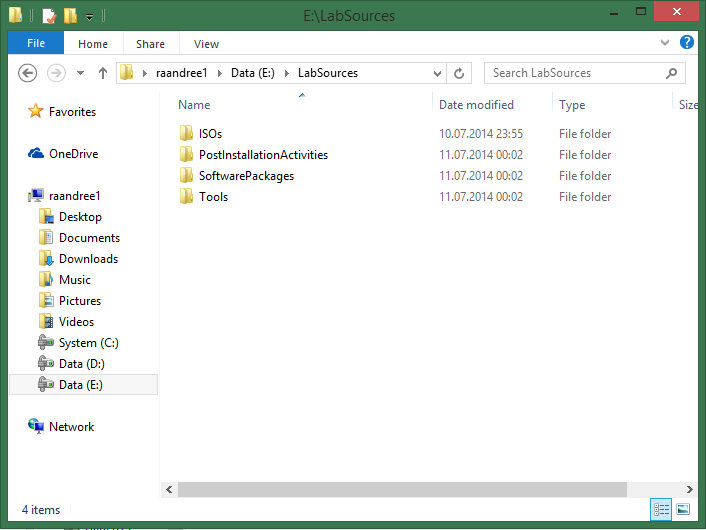 E:\LabSources
File Home Share View
raandree1 Data (E:) LabSources Search LabSources
Name Date modified Type Size
Favorites
OneDrive
raandree1
Desktop
Documents
Downloads
Music
Pictures
Videos
System (C:)
Data (D:)
Data (E:)
Network
ISOs 10.07.2014 23:55 File folder
PostInstallationActivities 11.07.2014 00:02 File folder
SoftwarePackages 11.07.2014 00:02 File folder
Tools 11.07.2014 00:02 File folder
4 items